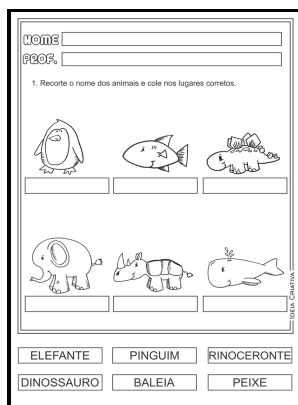 NOME
PROF.
1. Recorte o nome dos animais e cole nos lugares corretos.
IDEIA CRIATIVA
ELEFANTE PINGUIM RINOCERONTE
DINOSSAURO BALEIA PEIXE